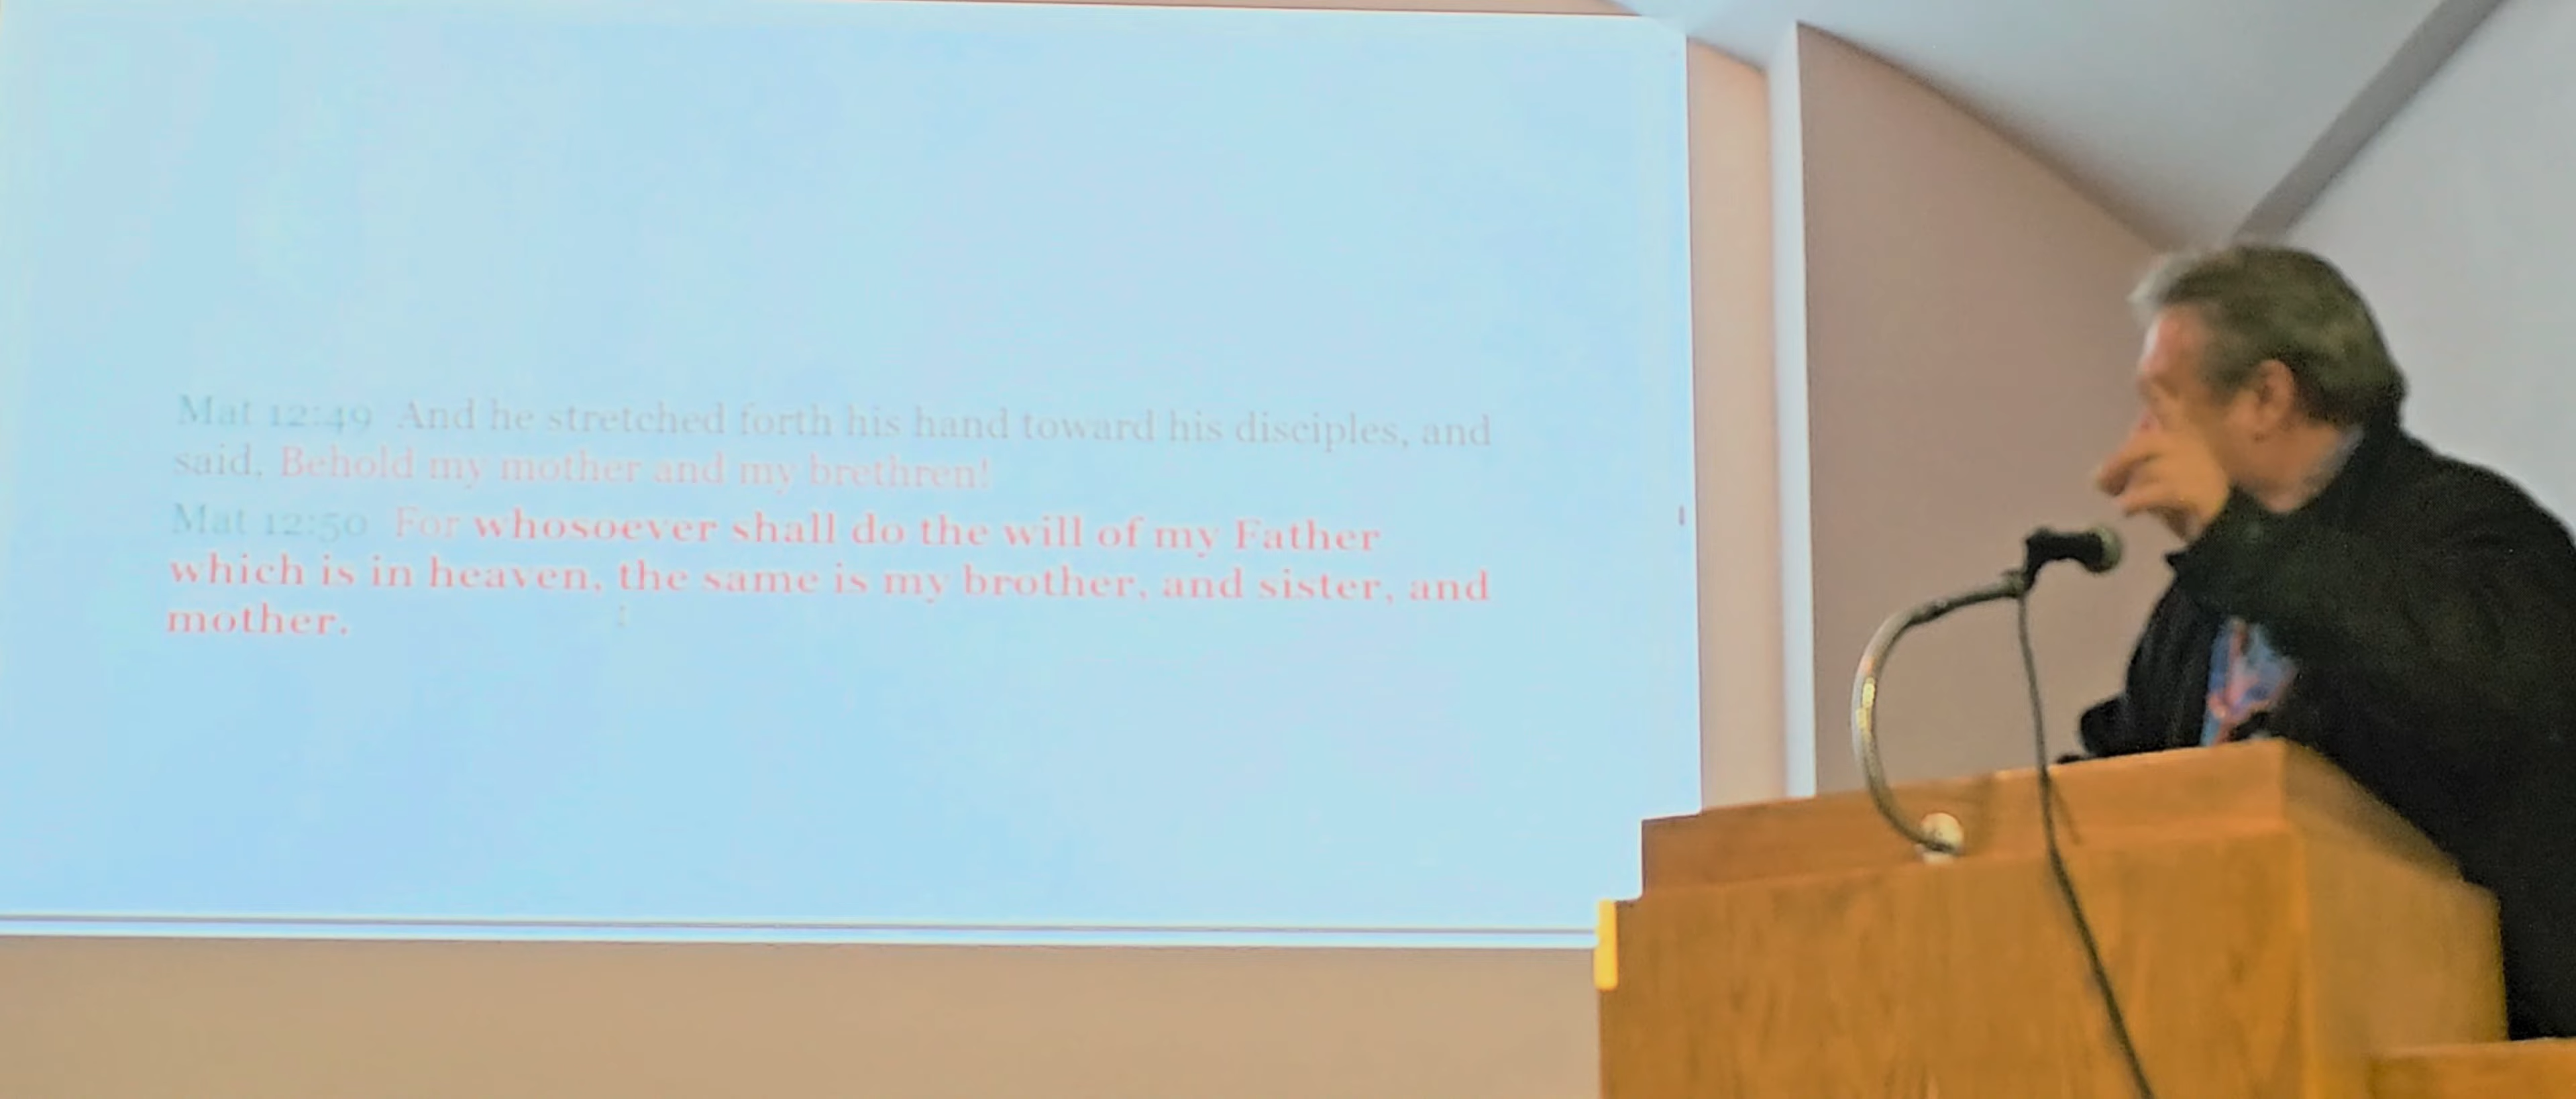 Mat 12:49 And he stretched forth his hand toward his disciples, and
said, Behold my mother and my brethren!
Mat 12:50 For whosoever shall do the will of my Father
which is in heaven, the same is my brother, and sister, and
mother.